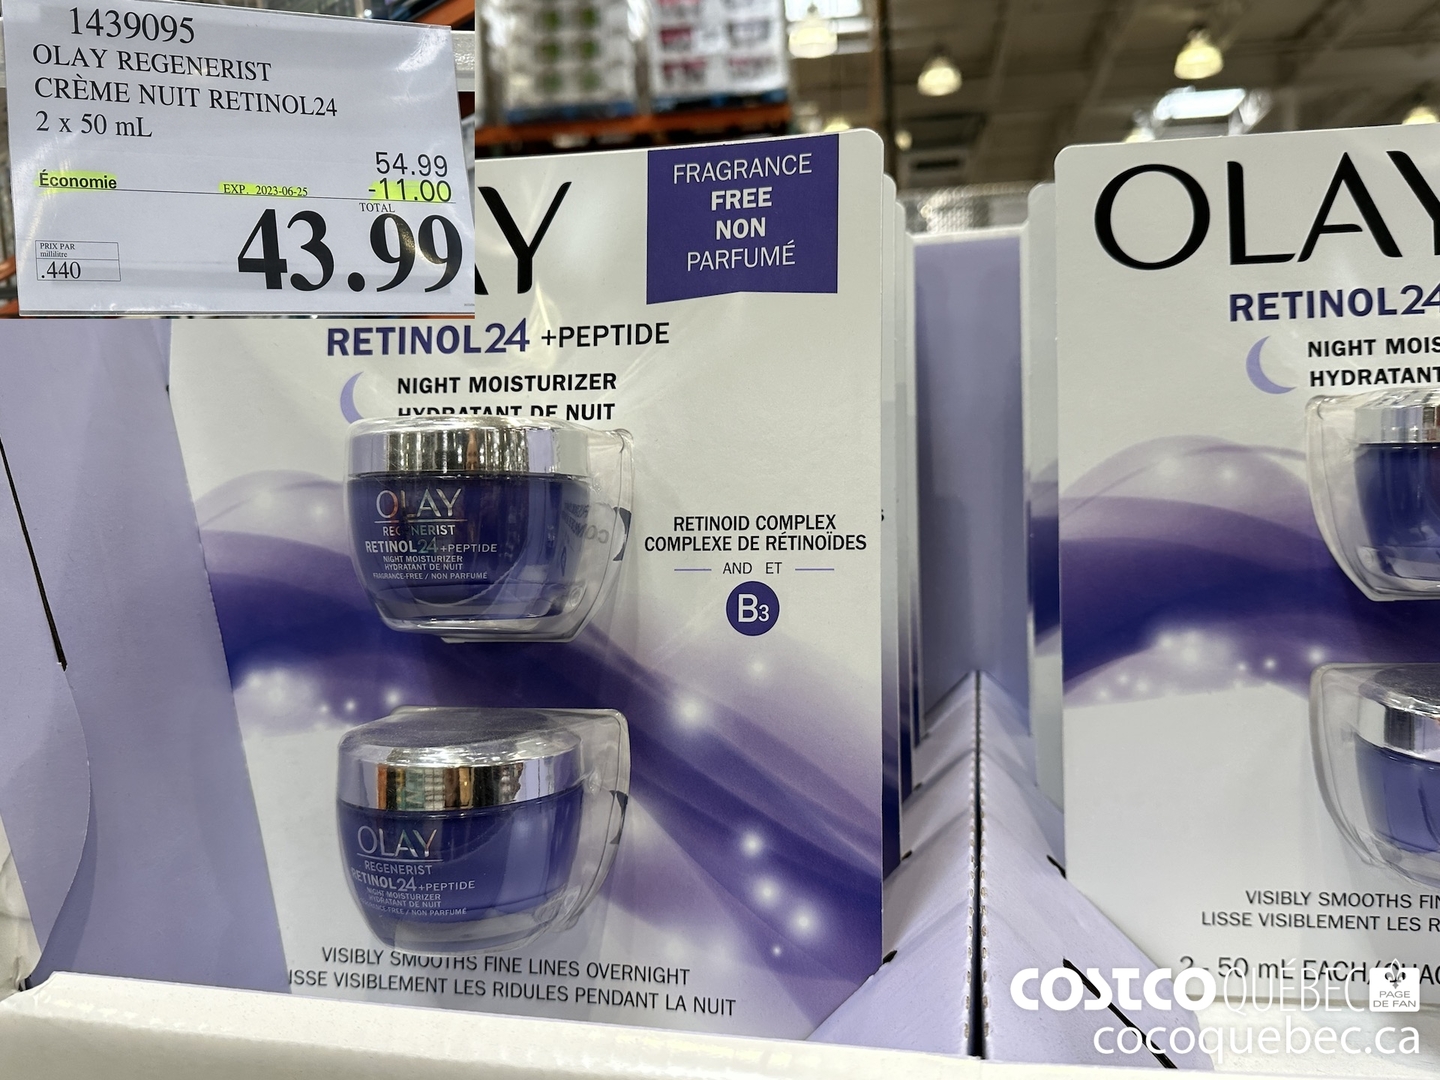 1439095
OLAY REGENERIST
CRÈME NUIT RETINOL24
2 x 50 mL
54.99
Économie EXP. 2023-06-25 -11.00
TOTAL
43.99
PRIX PAR
millilitre
.440
FRAGRANCE
FREE
NON
PARFUMÉ
RETINOL24 +PEPTIDE
NIGHT MOISTURIZER
HYDRATANT DE NUIT
OLAY
REGENERIST
RETINOL24+PEPTIDE
NIGHT MOISTURIZER
HYDRATANT DE NUIT
FRAGRANCE-FREE / NON PARFUMÉ
RETINOID COMPLEX
COMPLEXE DE RÉTINOÏDES
AND ET
B3
OLAY
REGENERIST
RETINOL24+PEPTIDE
NIGHT MOISTURIZER
HYDRATANT DE NUIT
/ NON PARFUMÉ
VISIBLY SMOOTHS FINE LINES OVERNIGHT
LISSE VISIBLEMENT LES RIDULES PENDANT LA NUIT
OLAY
RETINOL24
NIGHT MOIS
HYDRATANT
VISIBLY SMOOTHS FIN
LISSE VISIBLEMENT LES R
2 - 50 mL EACH/CHAC
COSTCO QUÉBEC PAGE
DE FAN
cocoquebec.ca